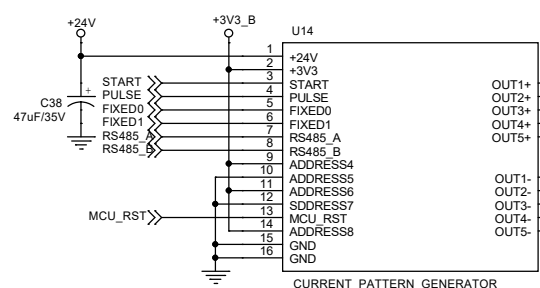 +24V
+3V3_B
U14
1 +24V
2 +3V3
3 START OUT1+
4 PULSE OUT2+
5 FIXED0 OUT3+
6 FIXED1 OUT4+
7 RS485_A OUT5+
8 RS485_B
9 ADDRESS4
10 ADDRESS5 OUT1-
11 ADDRESS6 OUT2-
12 SDDRESS7 OUT3-
13 MCU_RST OUT4-
14 ADDRESS8 OUT5-
15 GND
16 GND
START
PULSE
FIXED0
FIXED1
RS485_A
RS485_B
+
C38
47uF/35V
MCU_RST
CURRENT PATTERN GENERATOR